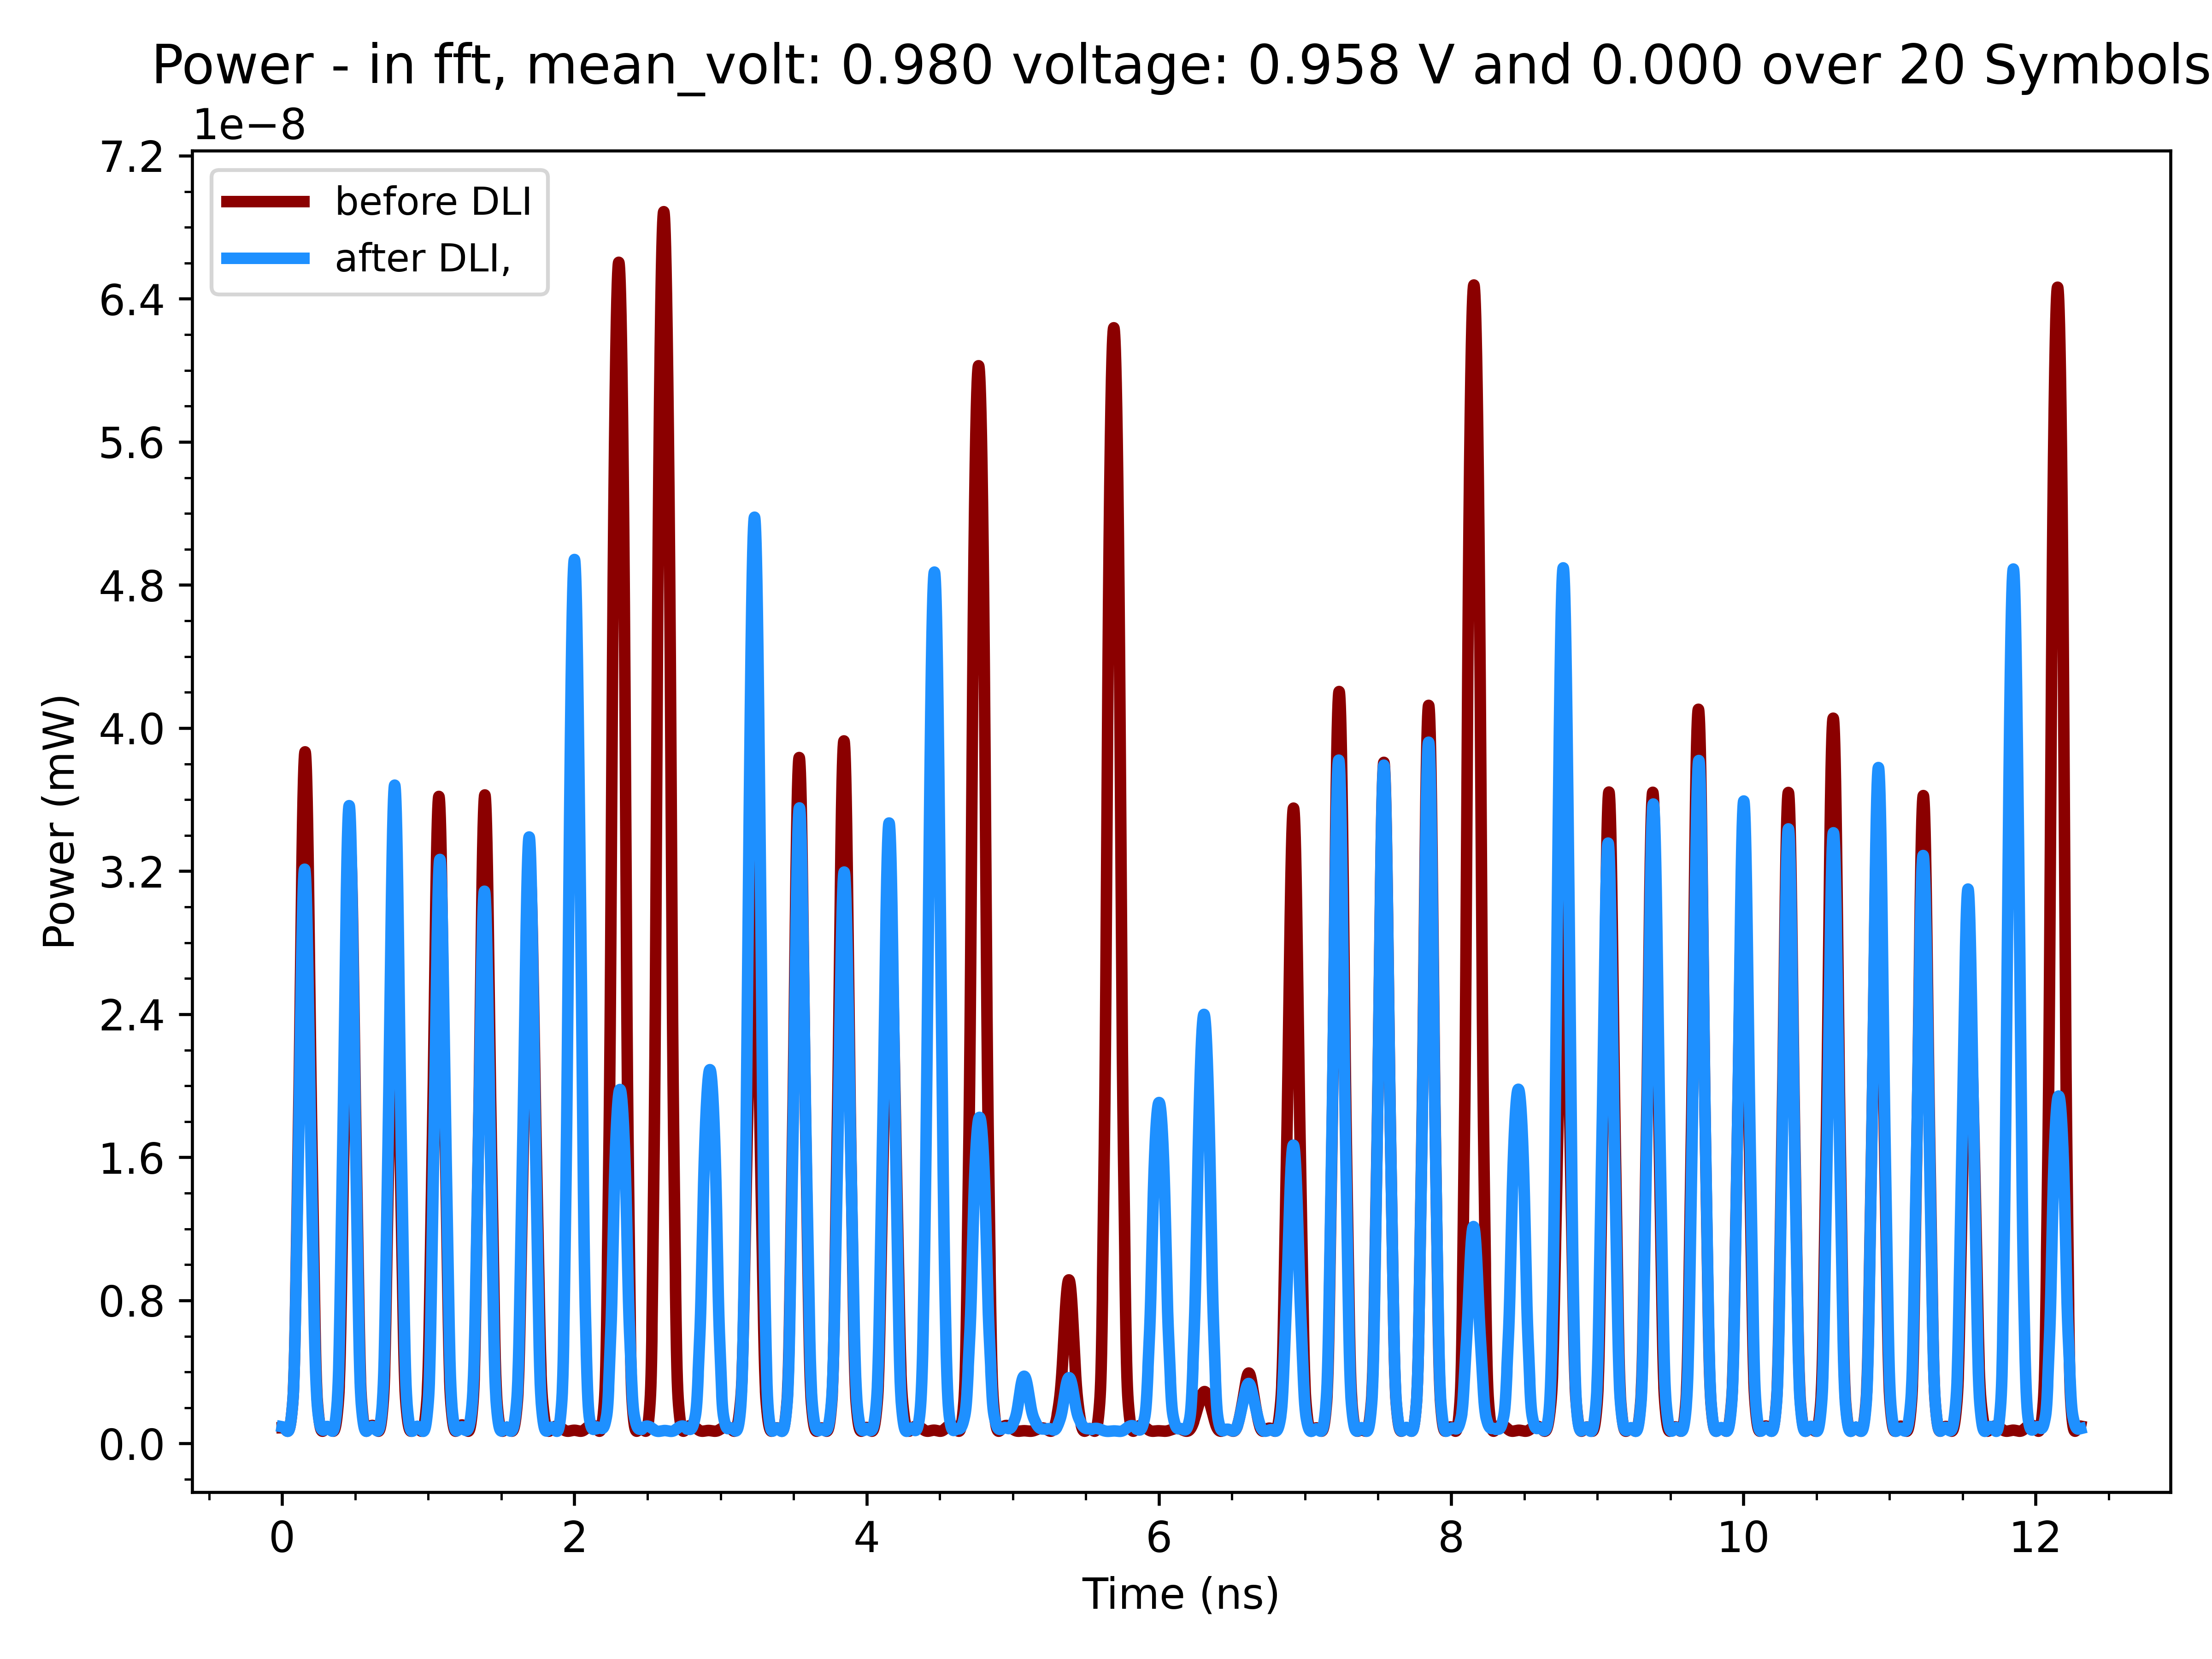 Power - in fft, mean_volt: 0.980 voltage: 0.958 V and 0.000 over 20 Symbols
1e−8
7.2
6.4
5.6
4.8
4.0
3.2
2.4
1.6
0.8
0.0
Power (mW)
before DLI
after DLI,
0 2 4 6 8 10 12
Time (ns)